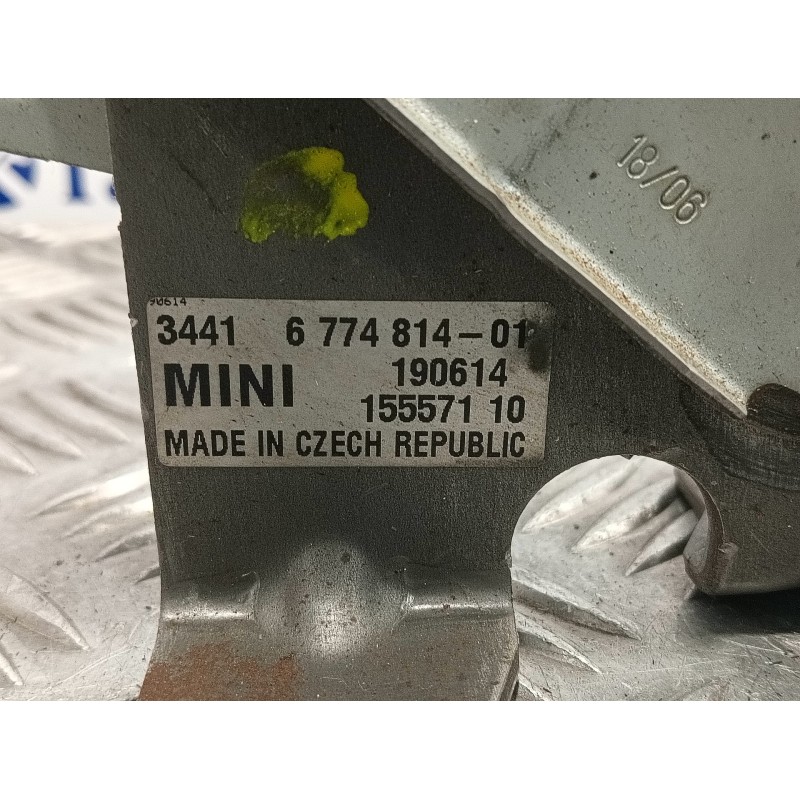 18/06
90614
3441 6 774 814-01
MINI 190614
155571 10
MADE IN CZECH REPUBLIC